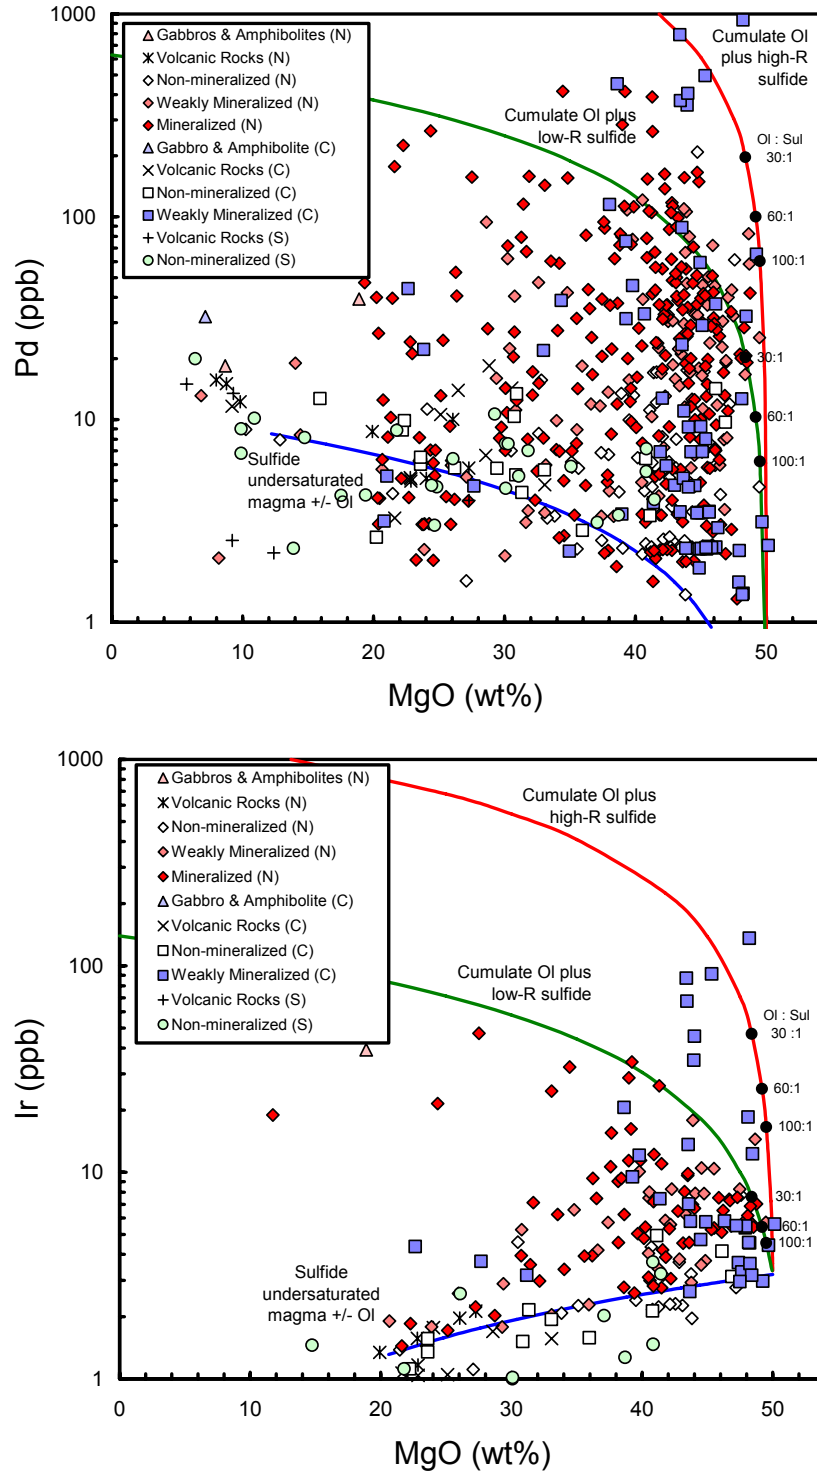 1000
100
10
1
Pd (ppb)
Gabbros & Amphibolites (N)
Volcanic Rocks (N)
Non-mineralized (N)
Weakly Mineralized (N)
Mineralized (N)
Gabbro & Amphibolite (C)
Volcanic Rocks (C)
Non-mineralized (C)
Weakly Mineralized (C)
Volcanic Rocks (S)
Non-mineralized (S)
Cumulate Ol
plus high-R
sulfide
Cumulate Ol plus
low-R sulfide
Ol : Sul
30:1
60:1
100:1
30:1
60:1
100:1
Sulfide
undersaturated
magma +/- Ol
0 10 20 30 40 50
MgO (wt%)
1000
100
10
1
Ir (ppb)
Gabbros & Amphibolites (N)
Volcanic Rocks (N)
Non-mineralized (N)
Weakly Mineralized (N)
Mineralized (N)
Gabbro & Amphibolite (C)
Volcanic Rocks (C)
Non-mineralized (C)
Weakly Mineralized (C)
Volcanic Rocks (S)
Non-mineralized (S)
Cumulate Ol plus
high-R sulfide
Cumulate Ol plus
low-R sulfide
Ol : Sul
30 :1
60:1
100:1
30:1
60:1
100:1
Sulfide
undersaturated
magma +/- Ol
0 10 20 30 40 50
MgO (wt%)